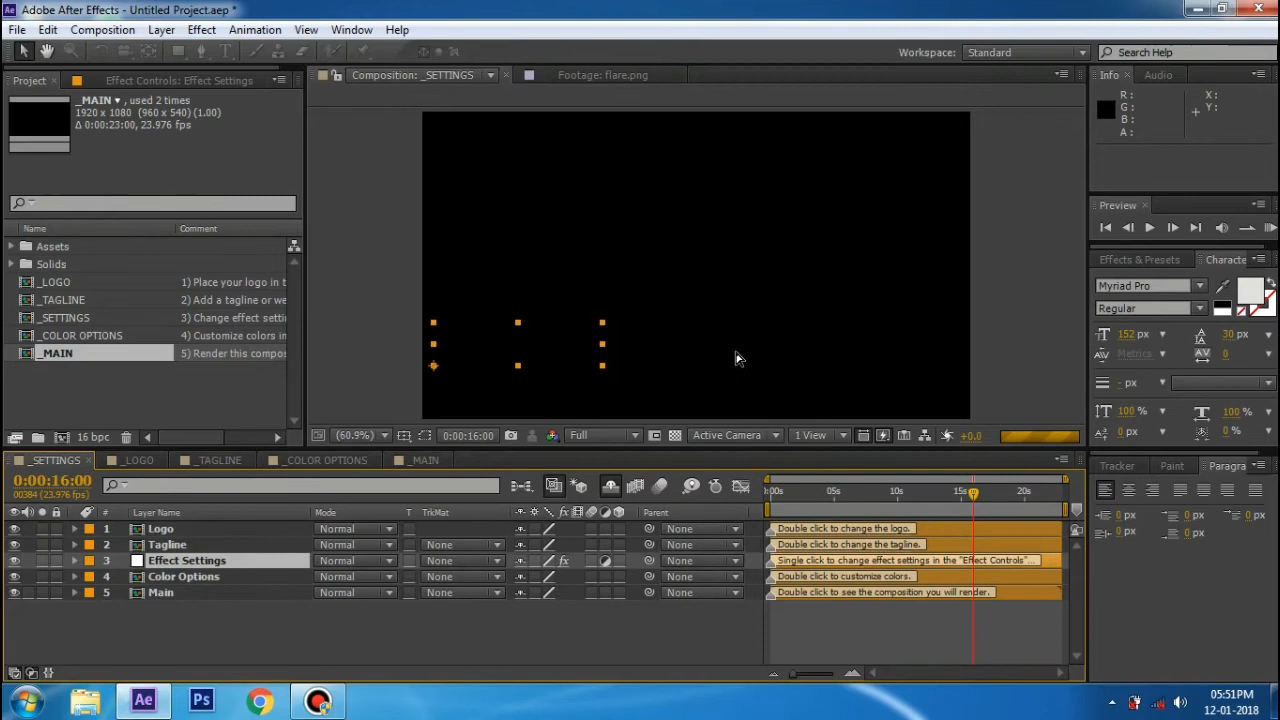 Adobe After Effects - Untitled Project.aep *
File Edit Composition Layer Effect Animation View Window Help
Workspace: Standard Search Help
Project Effect Controls: Effect Settings Composition: _SETTINGS Footage: flare.png Info Audio
_MAIN , used 2 times
1920 x 1080 (960 x 540) (1.00)
Δ 0:00:23:00, 23.976 fps
R : X :
G : Y :
B :
A :
Preview
Name Comment
Assets
Solids
_LOGO 1) Place your logo in t
_TAGLINE 2) Add a tagline or we
_SETTINGS 3) Change effect setti
_COLOR OPTIONS 4) Customize colors in
_MAIN 5) Render this compos
Effects & Presets Characte
Myriad Pro
Regular
152 px 30 px
Metrics 0
- px
100 % 100 %
0 px 0 %
16 bpc
(60.9%) 0:00:16:00 Full Active Camera 1 View +0.0
_SETTINGS _LOGO _TAGLINE _COLOR OPTIONS _MAIN
Tracker Paint Paragra
0:00:16:00
00384 (23.976 fps)
0:00s 05s 10s 15s 20s
# Layer Name Mode T TrkMat Parent
1 Logo Normal None Double click to change the logo.
2 Tagline Normal None None Double click to change the tagline.
3 Effect Settings Normal None None Single click to change effect settings in the "Effect Controls"...
4 Color Options Normal None None Double click to customize colors.
5 Main Normal None None Double click to see the composition you will render.
0 px 0 px 0 px
0 px 0 px
Ae Ps
05:51PM
12-01-2018